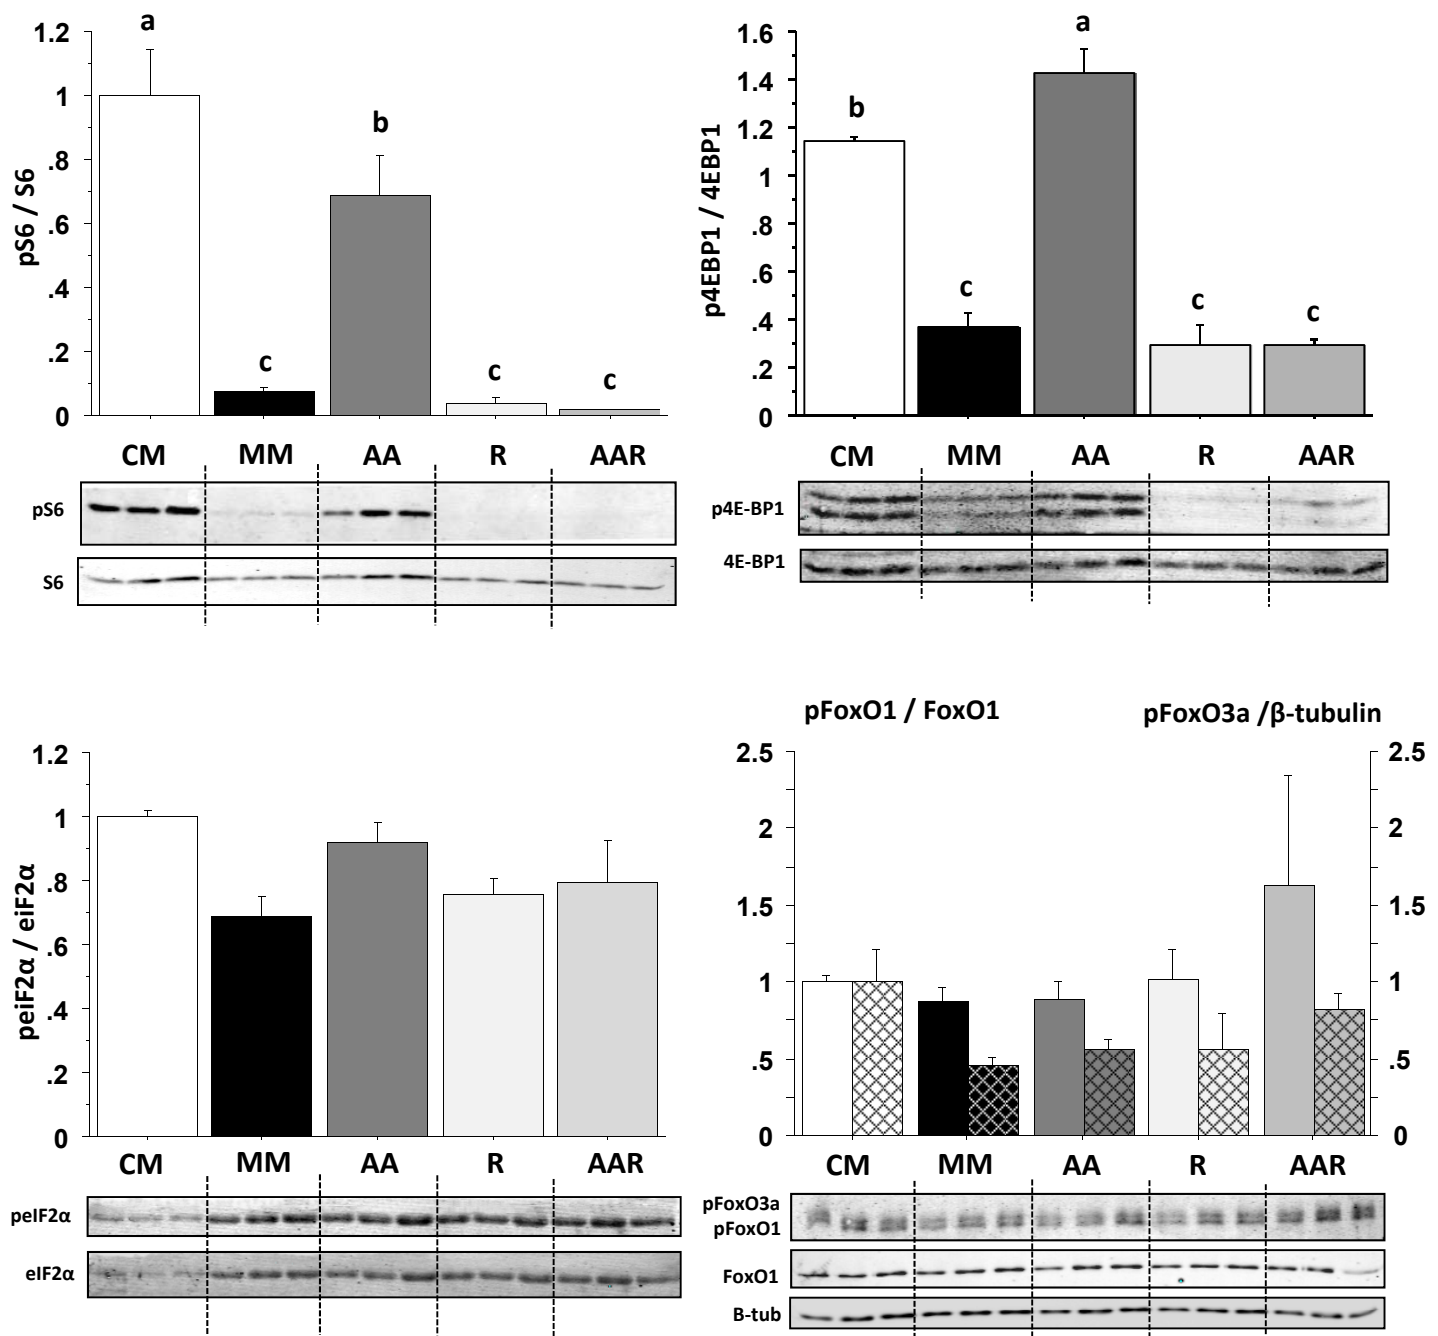 pS6 / S6
1.2
1
.8
.6
.4
.2
0
a
c
b
c
c
CM MM AA R AAR
pS6
S6
p4EBP1 / 4EBP1
1.6
1.4
1.2
1
.8
.6
.4
.2
0
b
c
a
c
c
CM MM AA R AAR
p4E-BP1
4E-BP1
peiF2α / eiF2α
1.2
1
.8
.6
.4
.2
0
CM MM AA R AAR
peIF2α
eIF2α
pFoxO1 / FoxO1 pFoxO3a /β-tubulin
2.5 2.5
2 2
1.5 1.5
1 1
.5 .5
0 0
CM MM AA R AAR
pFoxO3a
pFoxO1
FoxO1
B-tub